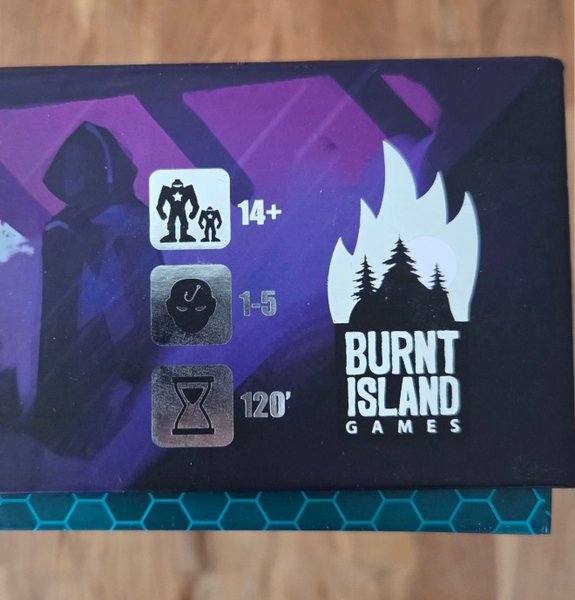 14+
1-5
120'
BURNT
ISLAND
GAMES